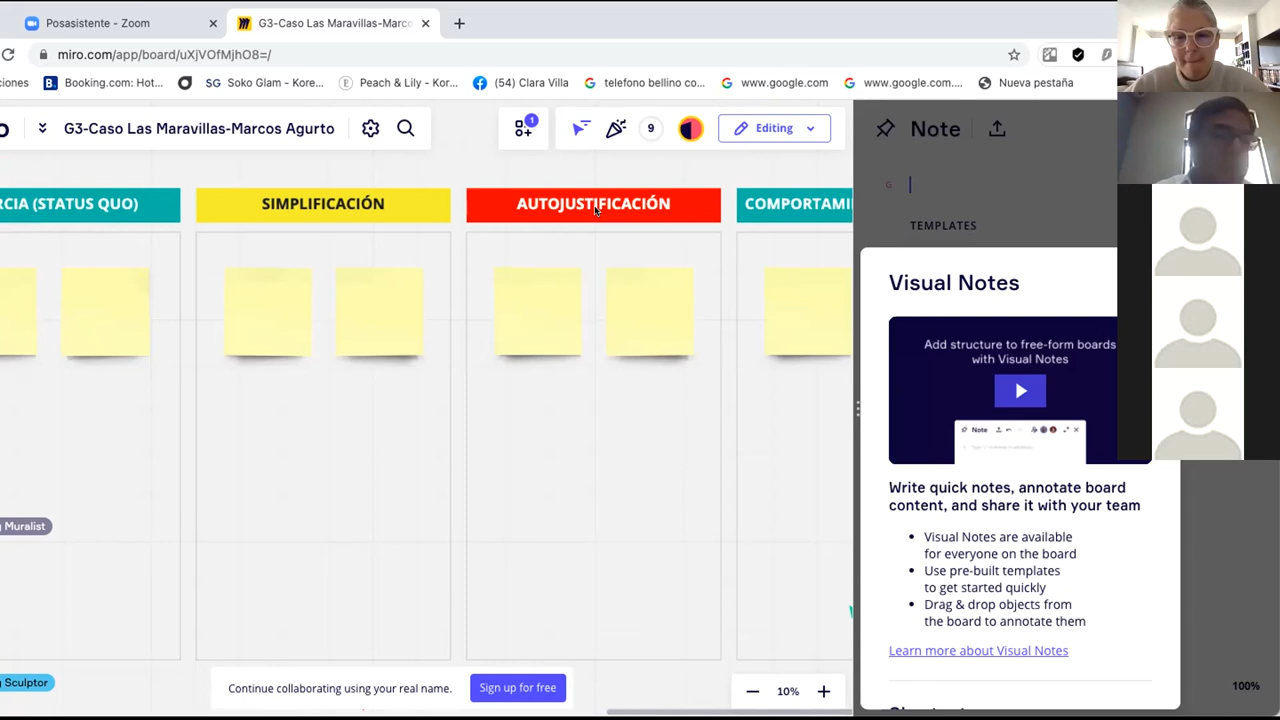 Posasistente - Zoom
G3-Caso Las Maravillas-Marco
miro.com/app/board/uXjVOfMjhO8=/
ciones
Booking.com: Hot...
SG Soko Glam - Kore...
Peach & Lily - Kor...
(54) Clara Villa
telefono bellino co...
www.google.com
www.google.com....
Nueva pestaña
G3-Caso Las Maravillas-Marcos Agurto
1
9
Editing
Note
G
TEMPLATES
RCIA (STATUS QUO)
SIMPLIFICACIÓN
AUTOJUSTIFICACIÓN
COMPORTAMI
Visual Notes
Add structure to free-form boards
with Visual Notes
Note
Write quick notes, annotate board
content, and share it with your team
• Visual Notes are available
for everyone on the board
• Use pre-built templates
to get started quickly
• Drag & drop objects from
the board to annotate them
Learn more about Visual Notes
g Muralist
g Sculptor
Continue collaborating using your real name.
Sign up for free
10%
100%